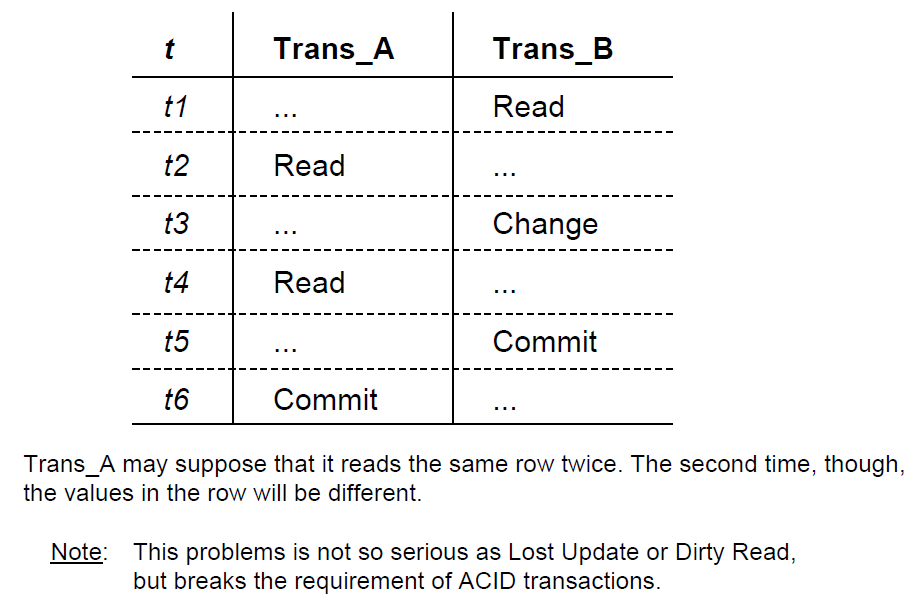 t Trans_A Trans_B
t1 ... Read
t2 Read ...
t3 ... Change
t4 Read ...
t5 ... Commit
t6 Commit ...
Trans_A may suppose that it reads the same row twice. The second time, though,
the values in the row will be different.
Note: This problems is not so serious as Lost Update or Dirty Read,
but breaks the requirement of ACID transactions.